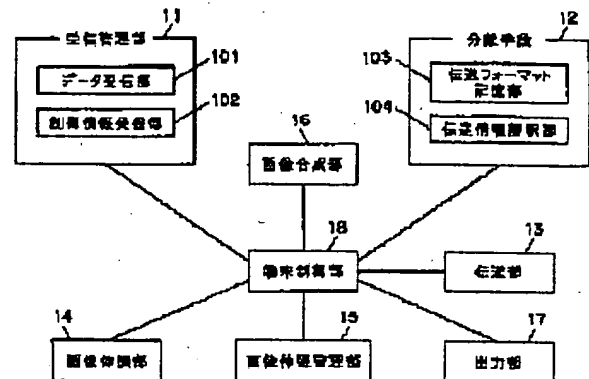 11
受信管理部
101
データ受信部
102
制御情報発信部
12
分離手段
103
伝送フォーマット
記憶部
104
伝送情報解釈部
16
画像合成部
18
端末制御部
13
伝送部
14
画像伸張部
15
画像伸張管理部
17
出力部